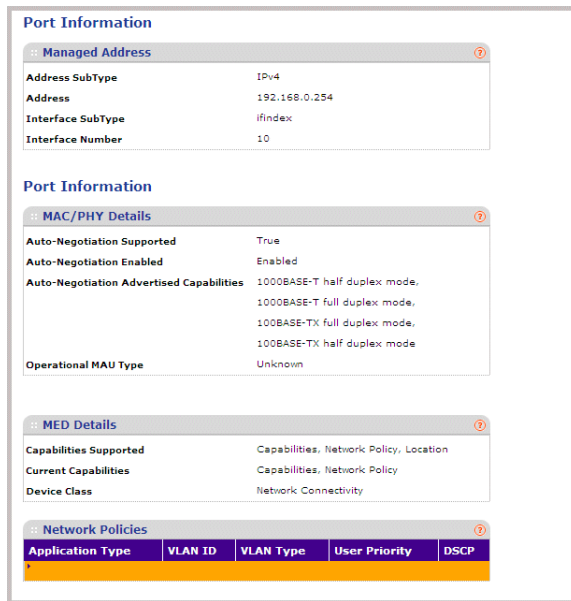 Port Information
:: Managed Address ?
Address SubType IPv4
Address 192.168.0.254
Interface SubType ifindex
Interface Number 10
Port Information
:: MAC/PHY Details ?
Auto-Negotiation Supported True
Auto-Negotiation Enabled Enabled
Auto-Negotiation Advertised Capabilities 1000BASE-T half duplex mode,
1000BASE-T full duplex mode,
100BASE-TX full duplex mode,
100BASE-TX half duplex mode
Operational MAU Type Unknown
:: MED Details ?
Capabilities Supported Capabilities, Network Policy, Location
Current Capabilities Capabilities, Network Policy
Device Class Network Connectivity
:: Network Policies ?
Application Type VLAN ID VLAN Type User Priority DSCP